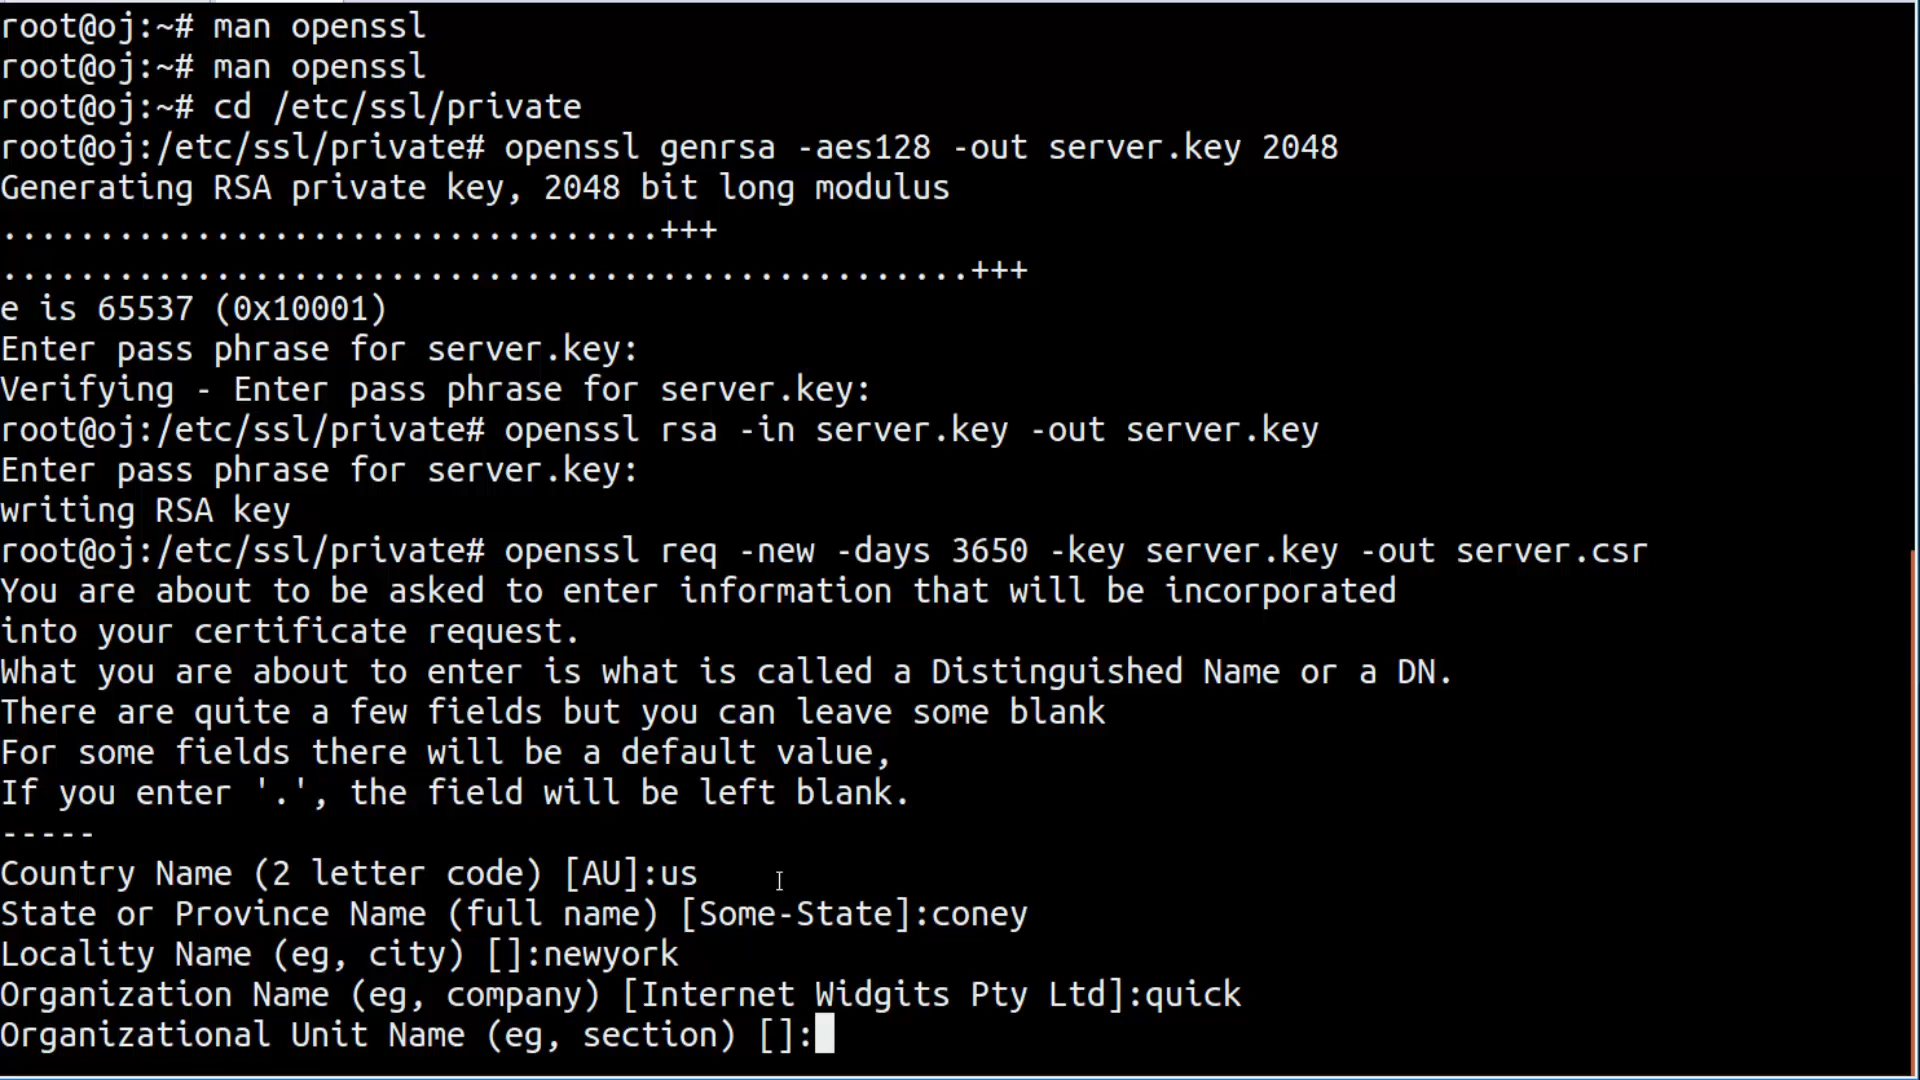 root@oj:~# man openssl
root@oj:~# man openssl
root@oj:~# cd /etc/ssl/private
root@oj:/etc/ssl/private# openssl genrsa -aes128 -out server.key 2048
Generating RSA private key, 2048 bit long modulus
..................................+++
..................................................+++
e is 65537 (0x10001)
Enter pass phrase for server.key:
Verifying - Enter pass phrase for server.key:
root@oj:/etc/ssl/private# openssl rsa -in server.key -out server.key
Enter pass phrase for server.key:
writing RSA key
root@oj:/etc/ssl/private# openssl req -new -days 3650 -key server.key -out server.csr
You are about to be asked to enter information that will be incorporated
into your certificate request.
What you are about to enter is what is called a Distinguished Name or a DN.
There are quite a few fields but you can leave some blank
For some fields there will be a default value,
If you enter '.', the field will be left blank.
-----
Country Name (2 letter code) [AU]:us
State or Province Name (full name) [Some-State]:coney
Locality Name (eg, city) []:newyork
Organization Name (eg, company) [Internet Widgits Pty Ltd]:quick
Organizational Unit Name (eg, section) []: